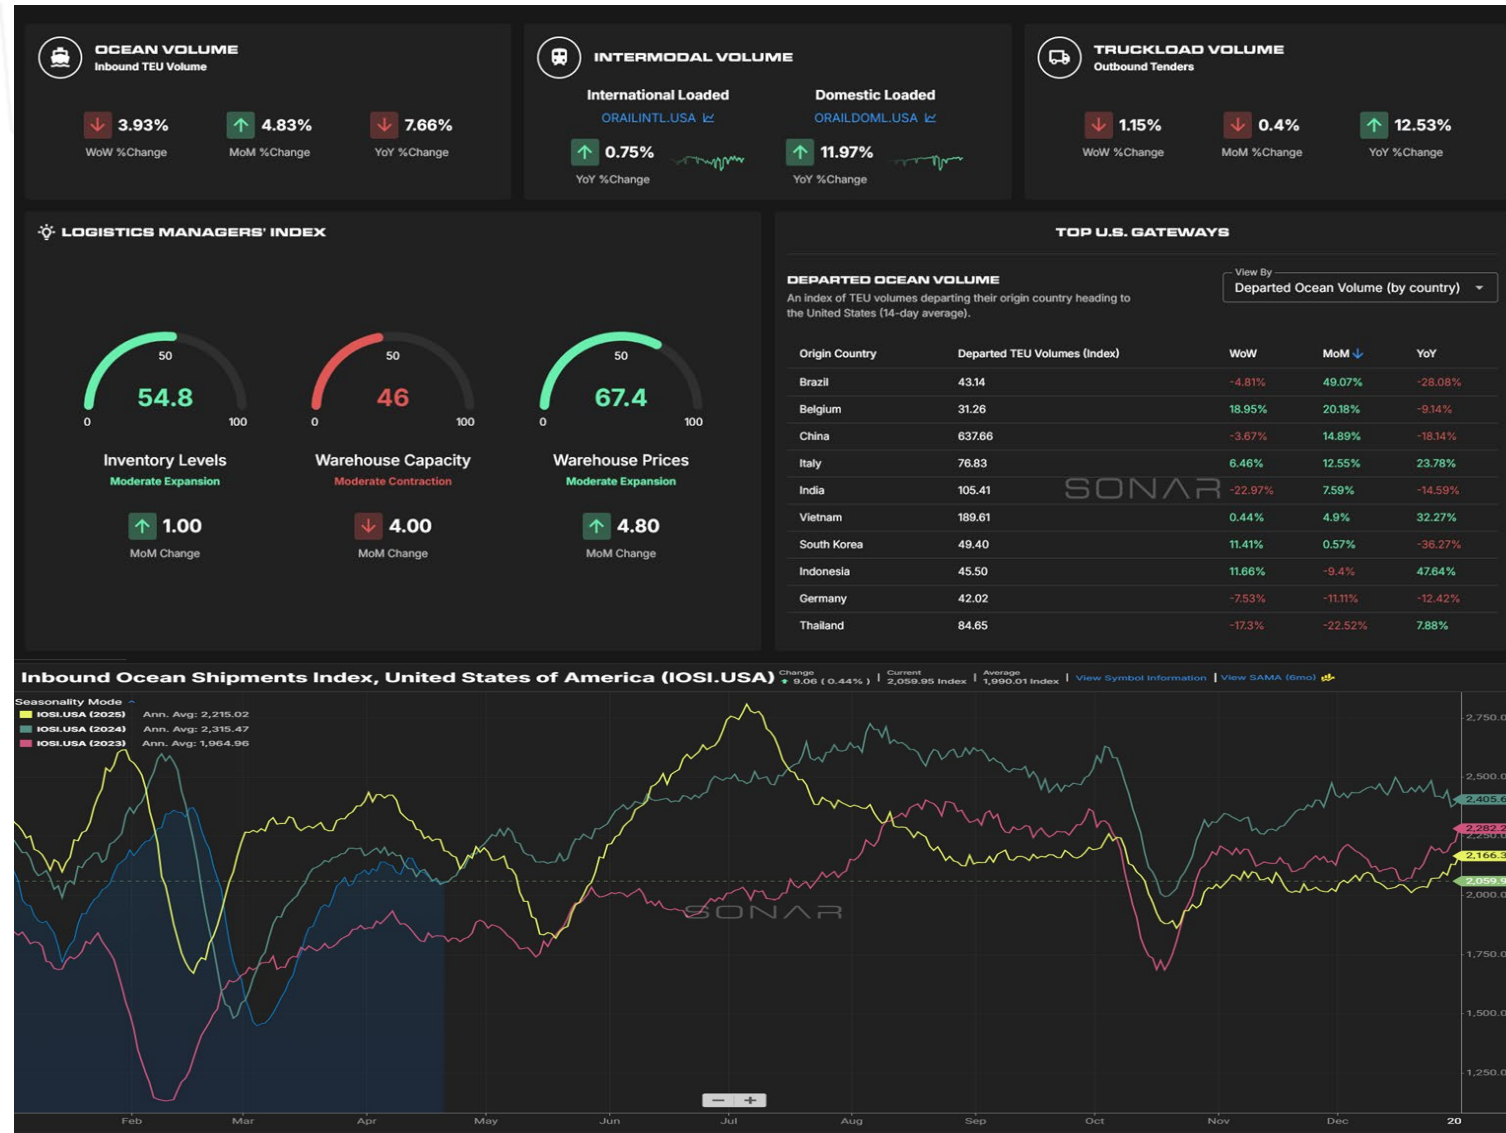 OCEAN VOLUME
Inbound TEU Volume
3.93%
WoW %Change
4.83%
MoM %Change
7.66%
YoY %Change
INTERMODAL VOLUME
International Loaded
ORAILINTL.USA
0.75%
YoY %Change
Domestic Loaded
ORAILDOML.USA
11.97%
YoY %Change
TRUCKLOAD VOLUME
Outbound Tenders
1.15%
WoW %Change
0.4%
MoM %Change
12.53%
YoY %Change
LOGISTICS MANAGERS' INDEX
50
54.8
0 100
Inventory Levels
Moderate Expansion
1.00
MoM Change
50
46
0 100
Warehouse Capacity
Moderate Contraction
4.00
MoM Change
50
67.4
0 100
Warehouse Prices
Moderate Expansion
4.80
MoM Change
TOP U.S. GATEWAYS
DEPARTED OCEAN VOLUME
An index of TEU volumes departing their origin country heading to
the United States (14-day average).
View By
Departed Ocean Volume (by country)
Origin Country Departed TEU Volumes (Index) WoW MoM YoY
Brazil 43.14 -4.81% 49.07% -28.08%
Belgium 31.26 18.95% 20.18% -9.14%
China 637.66 -3.67% 14.89% -18.14%
Italy 76.83 6.46% 12.55% 23.78%
India 105.41 -22.97% 7.59% -14.59%
SONAR
Vietnam 189.61 0.44% 4.9% 32.27%
South Korea 49.40 11.41% 0.57% -36.27%
Indonesia 45.50 11.66% -9.4% 47.64%
Germany 42.02 -7.53% -11.11% -12.42%
Thailand 84.65 -17.3% -22.52% 7.88%
Inbound Ocean Shipments Index, United States of America (IOSI.USA)
Change
9.06 ( 0.44% )
Current
2,059.95 Index
Average
1,990.01 Index
View Symbol Information
View SAMA (6mo)
Seasonality Mode
IOSI.USA (2025) Ann. Avg: 2,215.02
IOSI.USA (2024) Ann. Avg: 2,315.47
IOSI.USA (2023) Ann. Avg: 1,964.96
SONAR
2,750.0
2,500.0
2,405.6
2,282.2
2,166.3
2,059.9
2,000.0
1,750.0
1,500.0
1,250.0
Feb Mar Apr May Jun Jul Aug Sep Oct Nov Dec 20